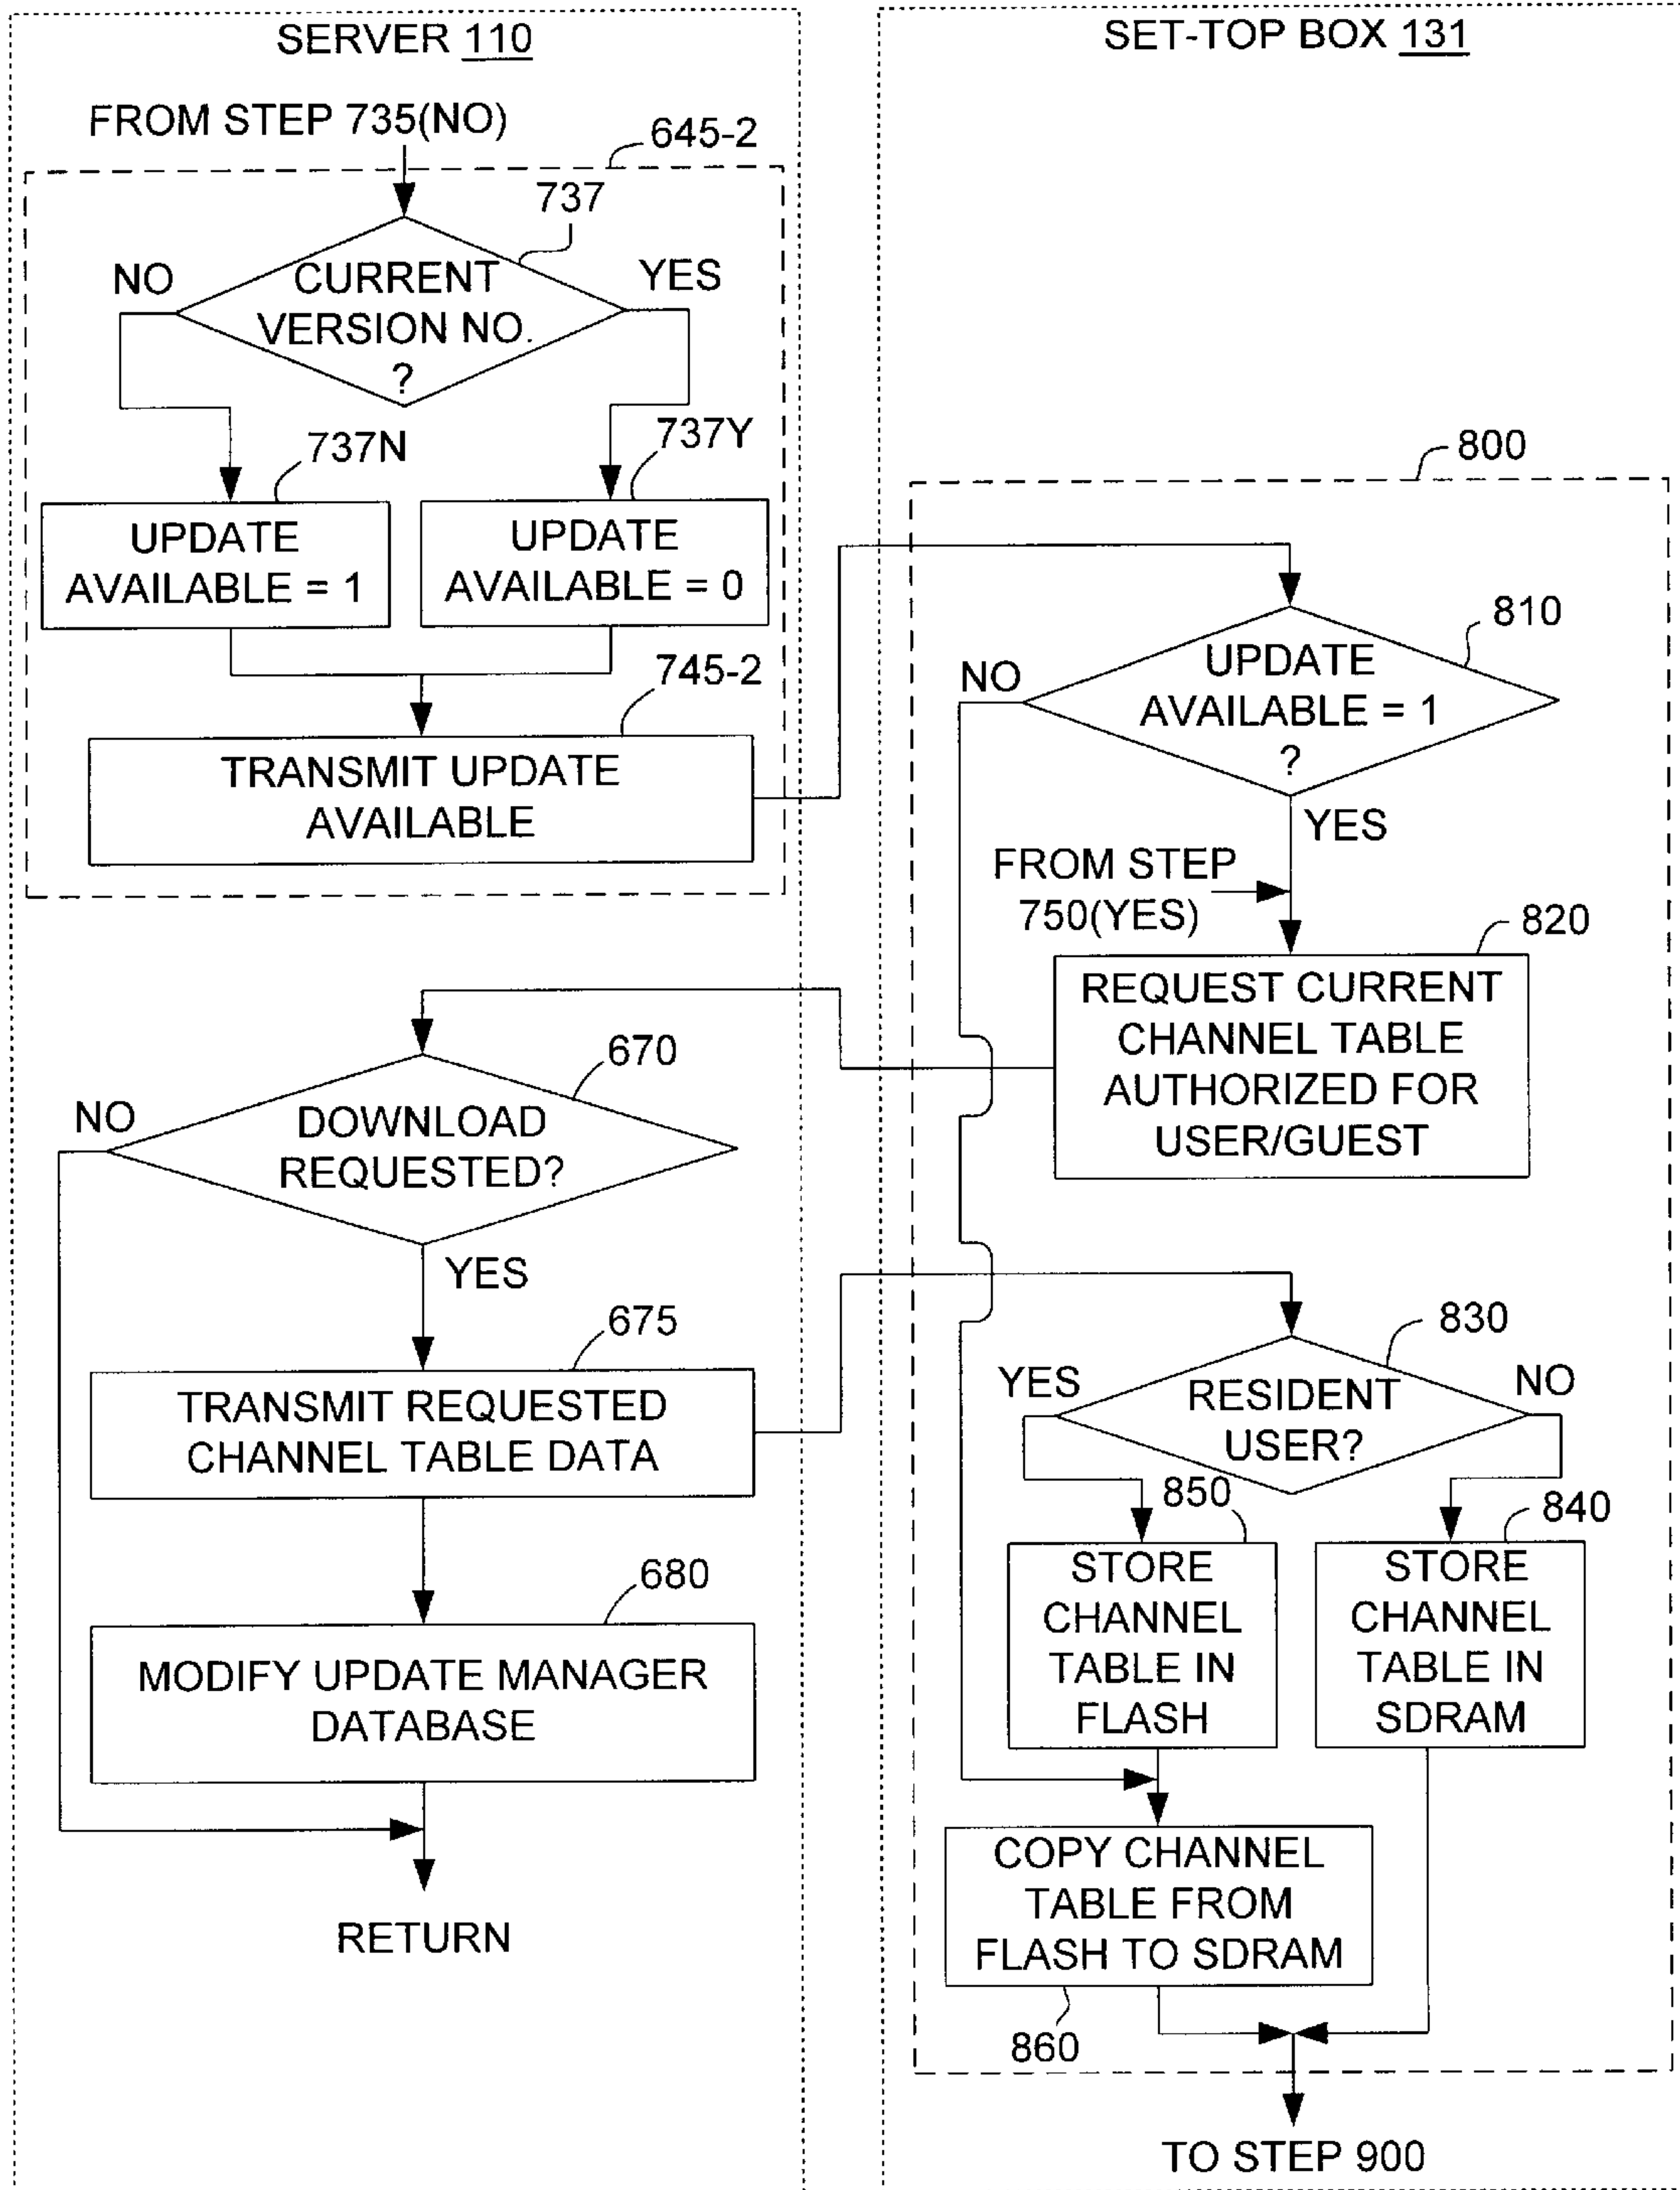 SERVER 110
FROM STEP 735(NO)
645-2
737
NO
CURRENT
VERSION NO.
?
YES
737N
737Y
UPDATE
AVAILABLE = 1
UPDATE
AVAILABLE = 0
745-2
TRANSMIT UPDATE
AVAILABLE
670
NO
DOWNLOAD
REQUESTED?
YES
675
TRANSMIT REQUESTED
CHANNEL TABLE DATA
680
MODIFY UPDATE MANAGER
DATABASE
RETURN
SET-TOP BOX 131
800
810
NO
UPDATE
AVAILABLE = 1
?
YES
FROM STEP
750(YES)
820
REQUEST CURRENT
CHANNEL TABLE
AUTHORIZED FOR
USER/GUEST
830
YES
RESIDENT
USER?
NO
850
840
STORE
CHANNEL
TABLE IN
FLASH
STORE
CHANNEL
TABLE IN
SDRAM
COPY CHANNEL
TABLE FROM
FLASH TO SDRAM
860
TO STEP 900